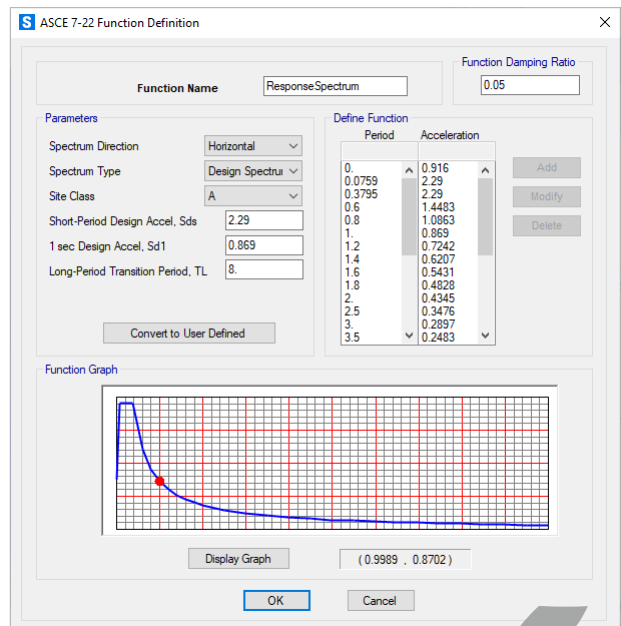 S ASCE 7-22 Function Definition
Function Name ResponseSpectrum
Function Damping Ratio
0.05
Parameters
Spectrum Direction Horizontal
Spectrum Type Design Spectru
Site Class A
Short-Period Design Accel, Sds 2.29
1 sec Design Accel, Sd1 0.869
Long-Period Transition Period, TL 8.
Convert to User Defined
Define Function
Period Acceleration
0. 0.916
0.0759 2.29
0.3795 2.29
0.6 1.4483
0.8 1.0863
1. 0.869
1.2 0.7242
1.4 0.6207
1.6 0.5431
1.8 0.4828
2. 0.4345
2.5 0.3476
3. 0.2897
3.5 0.2483
Add
Modify
Delete
Function Graph
Display Graph (0.9989 , 0.8702)
OK Cancel